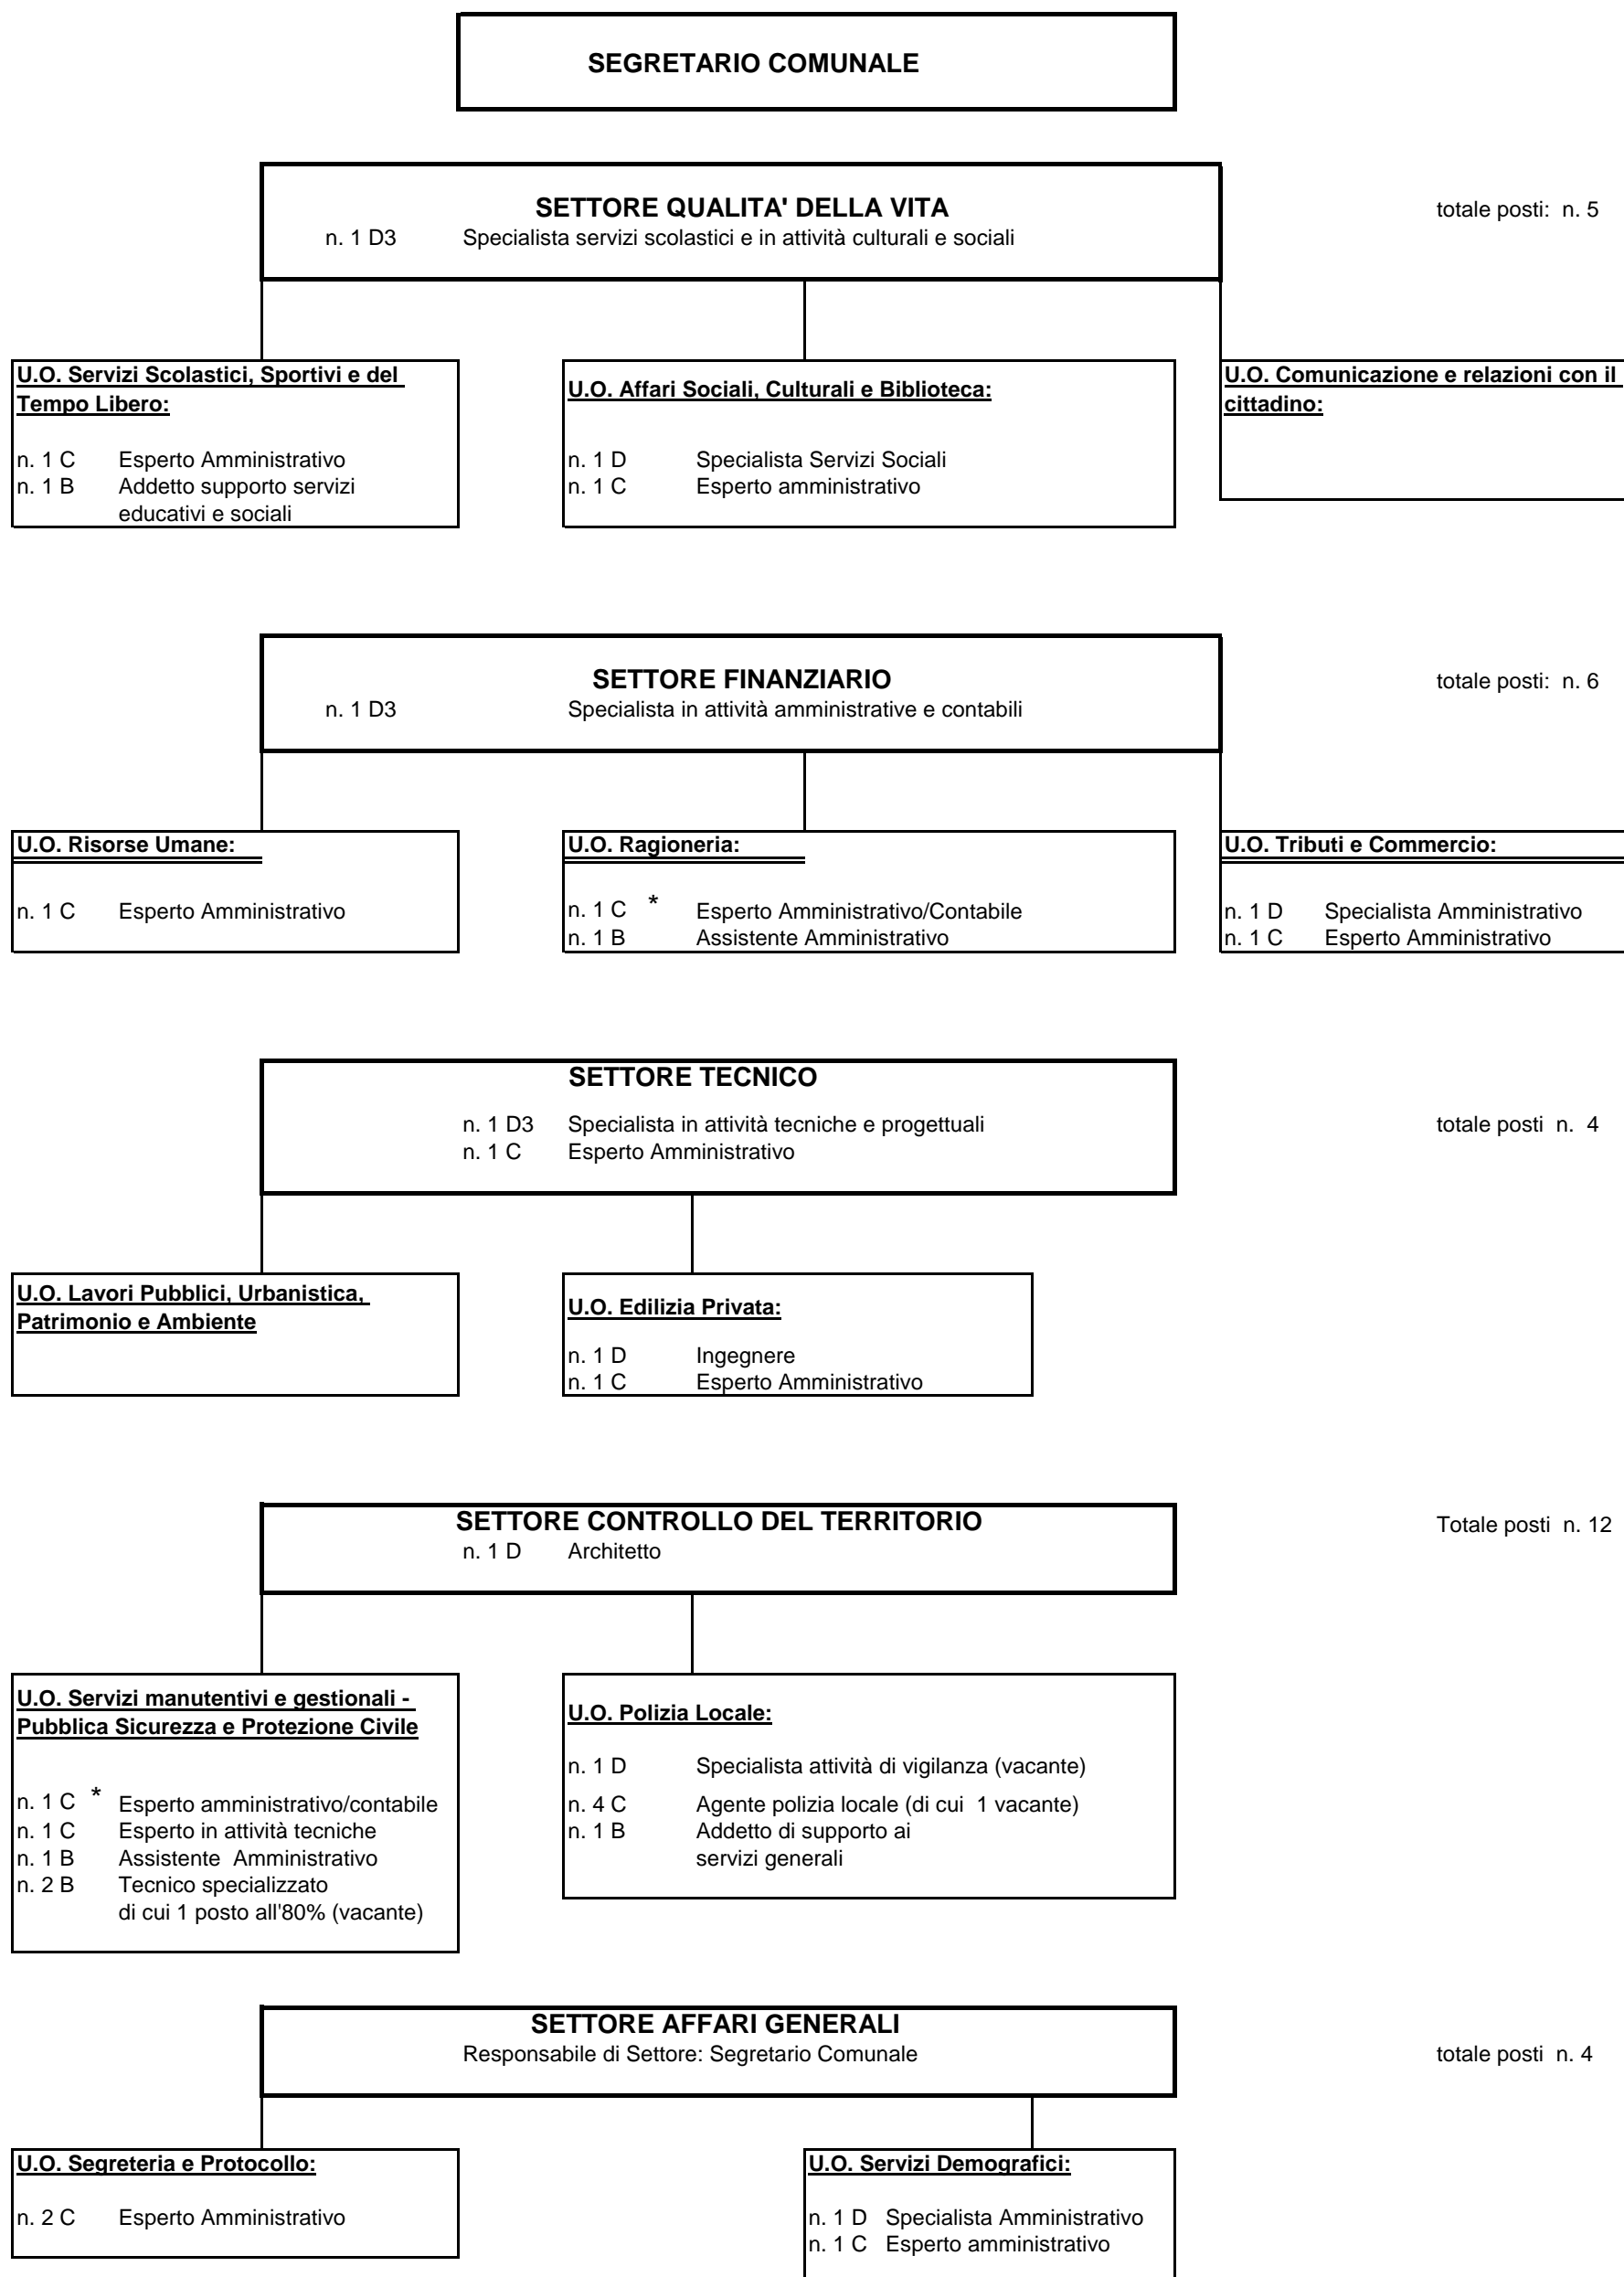 SEGRETARIO COMUNALE
SETTORE QUALITA' DELLA VITA
totale posti: n. 5
n. 1 D3 Specialista servizi scolastici e in attività culturali e sociali
U.O. Servizi Scolastici, Sportivi e del
Tempo Libero:
n. 1 C Esperto Amministrativo
n. 1 B Addetto supporto servizi
educativi e sociali
U.O. Affari Sociali, Culturali e Biblioteca:
n. 1 D Specialista Servizi Sociali
n. 1 C Esperto amministrativo
U.O. Comunicazione e relazioni con il
cittadino:
SETTORE FINANZIARIO
totale posti: n. 6
n. 1 D3 Specialista in attività amministrative e contabili
U.O. Risorse Umane:
n. 1 C Esperto Amministrativo
U.O. Ragioneria:
n. 1 C * Esperto Amministrativo/Contabile
n. 1 B Assistente Amministrativo
U.O. Tributi e Commercio:
n. 1 D Specialista Amministrativo
n. 1 C Esperto Amministrativo
SETTORE TECNICO
n. 1 D3 Specialista in attività tecniche e progettuali
totale posti n. 4
n. 1 C Esperto Amministrativo
U.O. Lavori Pubblici, Urbanistica,
Patrimonio e Ambiente
U.O. Edilizia Privata:
n. 1 D Ingegnere
n. 1 C Esperto Amministrativo
SETTORE CONTROLLO DEL TERRITORIO
Totale posti n. 12
n. 1 D Architetto
U.O. Servizi manutentivi e gestionali -
Pubblica Sicurezza e Protezione Civile
n. 1 C * Esperto amministrativo/contabile
n. 1 C Esperto in attività tecniche
n. 1 B Assistente Amministrativo
n. 2 B Tecnico specializzato
di cui 1 posto all'80% (vacante)
U.O. Polizia Locale:
n. 1 D Specialista attività di vigilanza (vacante)
n. 4 C Agente polizia locale (di cui 1 vacante)
n. 1 B Addetto di supporto ai
servizi generali
SETTORE AFFARI GENERALI
Responsabile di Settore: Segretario Comunale
totale posti n. 4
U.O. Segreteria e Protocollo:
n. 2 C Esperto Amministrativo
U.O. Servizi Demografici:
n. 1 D Specialista Amministrativo
n. 1 C Esperto amministrativo